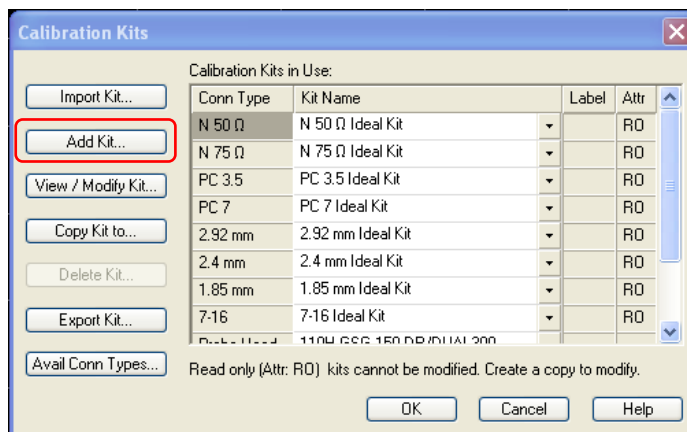 Calibration Kits
Calibration Kits in Use:
Import Kit...
Add Kit...
View / Modify Kit...
Copy Kit to...
Delete Kit...
Export Kit...
Avail Conn Types...
Conn Type Kit Name Label Attr
N 50 Ω N 50 Ω Ideal Kit RO
N 75 Ω N 75 Ω Ideal Kit RO
PC 3.5 PC 3.5 Ideal Kit RO
PC 7 PC 7 Ideal Kit RO
2.92 mm 2.92 mm Ideal Kit RO
2.4 mm 2.4 mm Ideal Kit RO
1.85 mm 1.85 mm Ideal Kit RO
7-16 7-16 Ideal Kit RO
Read only (Attr: RO) kits cannot be modified. Create a copy to modify.
OK Cancel Help